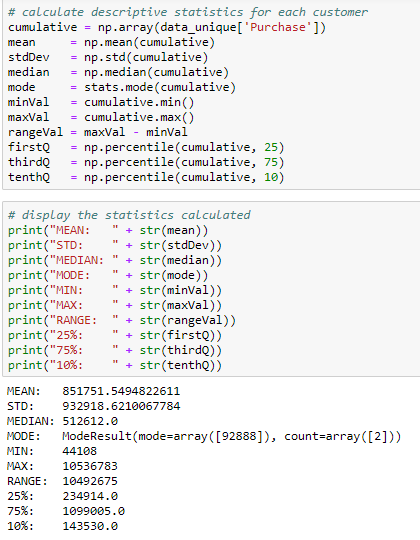 # calculate descriptive statistics for each customer
cumulative = np.array(data_unique['Purchase'])
mean     = np.mean(cumulative)
stdDev   = np.std(cumulative)
median   = np.median(cumulative)
mode     = stats.mode(cumulative)
minVal   = cumulative.min()
maxVal   = cumulative.max()
rangeVal = maxVal - minVal
firstQ   = np.percentile(cumulative, 25)
thirdQ   = np.percentile(cumulative, 75)
tenthQ   = np.percentile(cumulative, 10)
# display the statistics calculated
print("MEAN:   " + str(mean))
print("STD:    " + str(stdDev))
print("MEDIAN: " + str(median))
print("MODE:   " + str(mode))
print("MIN:    " + str(minVal))
print("MAX:    " + str(maxVal))
print("RANGE:  " + str(rangeVal))
print("25%:    " + str(firstQ))
print("75%:    " + str(thirdQ))
print("10%:    " + str(tenthQ))
MEAN:   851751.5494822611
STD:    932918.6210067784
MEDIAN: 512612.0
MODE:   ModeResult(mode=array([92888]), count=array([2]))
MIN:    44108
MAX:    10536783
RANGE:  10492675
25%:    234914.0
75%:    1099005.0
10%:    143530.0